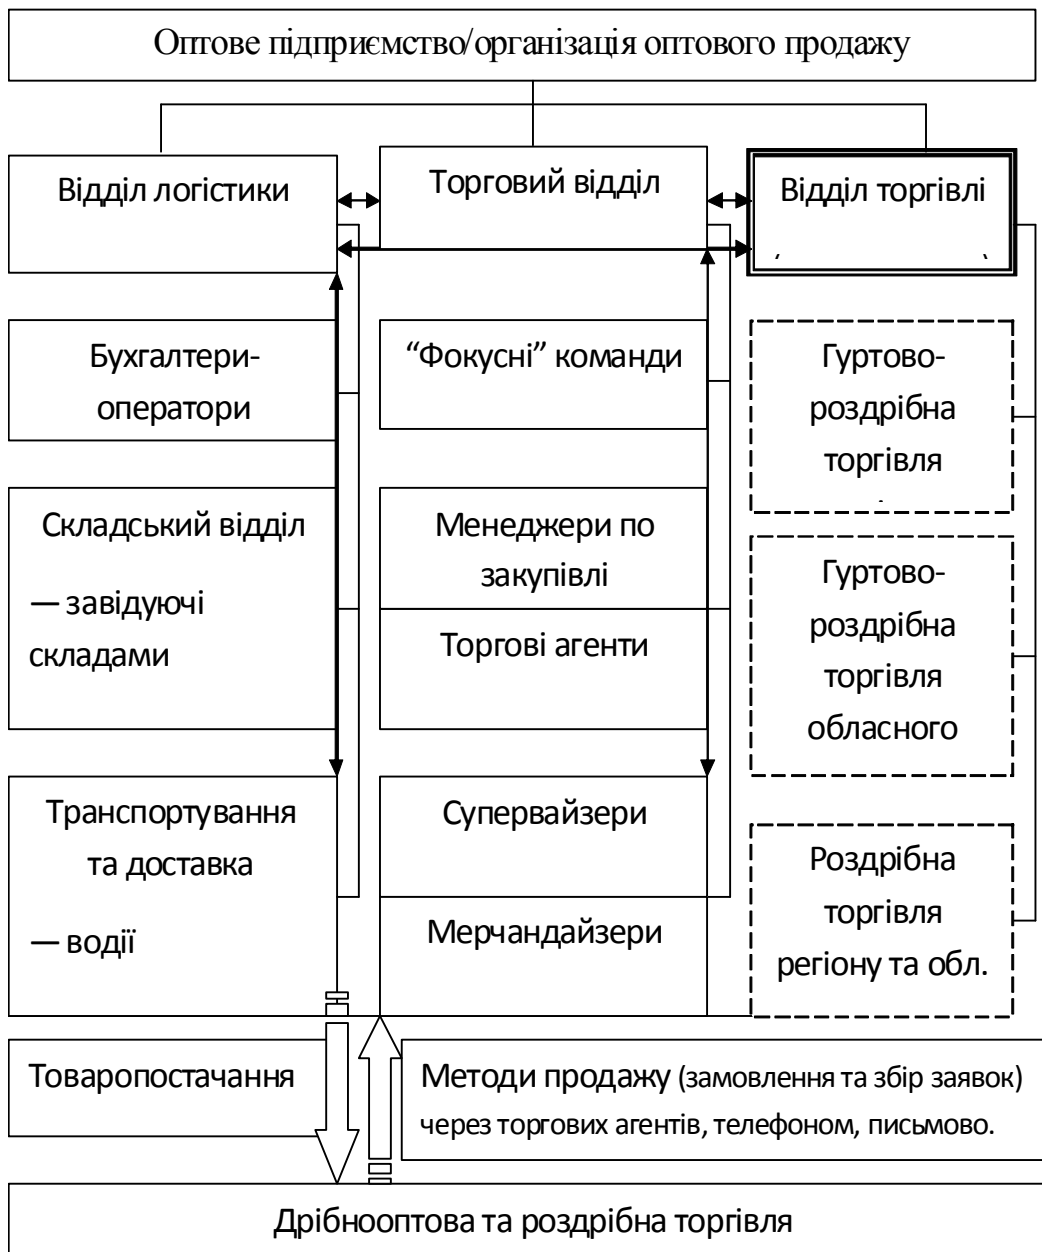 Оптове підприємство/організація оптового продажу
Відділ логістики
Торговий відділ
Відділ торгівлі
Бухгалтери-
оператори
“Фокусні” команди
Гуртово-
роздрібна
торгівля
Складський відділ
— завідуючі
складами
Менеджери по
закупівлі
Торгові агенти
Гуртово-
роздрібна
торгівля
обласного
Транспортування
та доставка
— водії
Супервайзери
Мерчандайзери
Роздрібна
торгівля
регіону та обл.
Товаропостачання
Методи продажу (замовлення та збір заявок)
через торгових агентів, телефоном, письмово.
Дрібнооптова та роздрібна торгівля